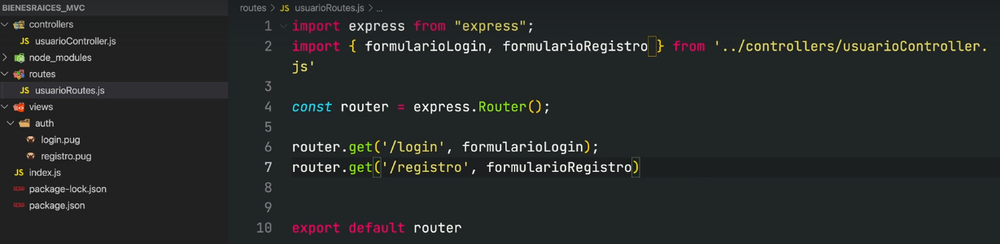 BIENESRAICES_MVC
controllers
JS usuarioController.js
node_modules
routes
JS usuarioRoutes.js
views
auth
login.pug
registro.pug
JS index.js
package-lock.json
package.json
routes > JS usuarioRoutes.js > ...
1 import express from "express";
2 import { formularioLogin, formularioRegistro } from '../controllers/usuarioController.
js'
3
4 const router = express.Router();
5
6 router.get('/login', formularioLogin);
7 router.get('/registro', formularioRegistro)
8
9
10 export default router